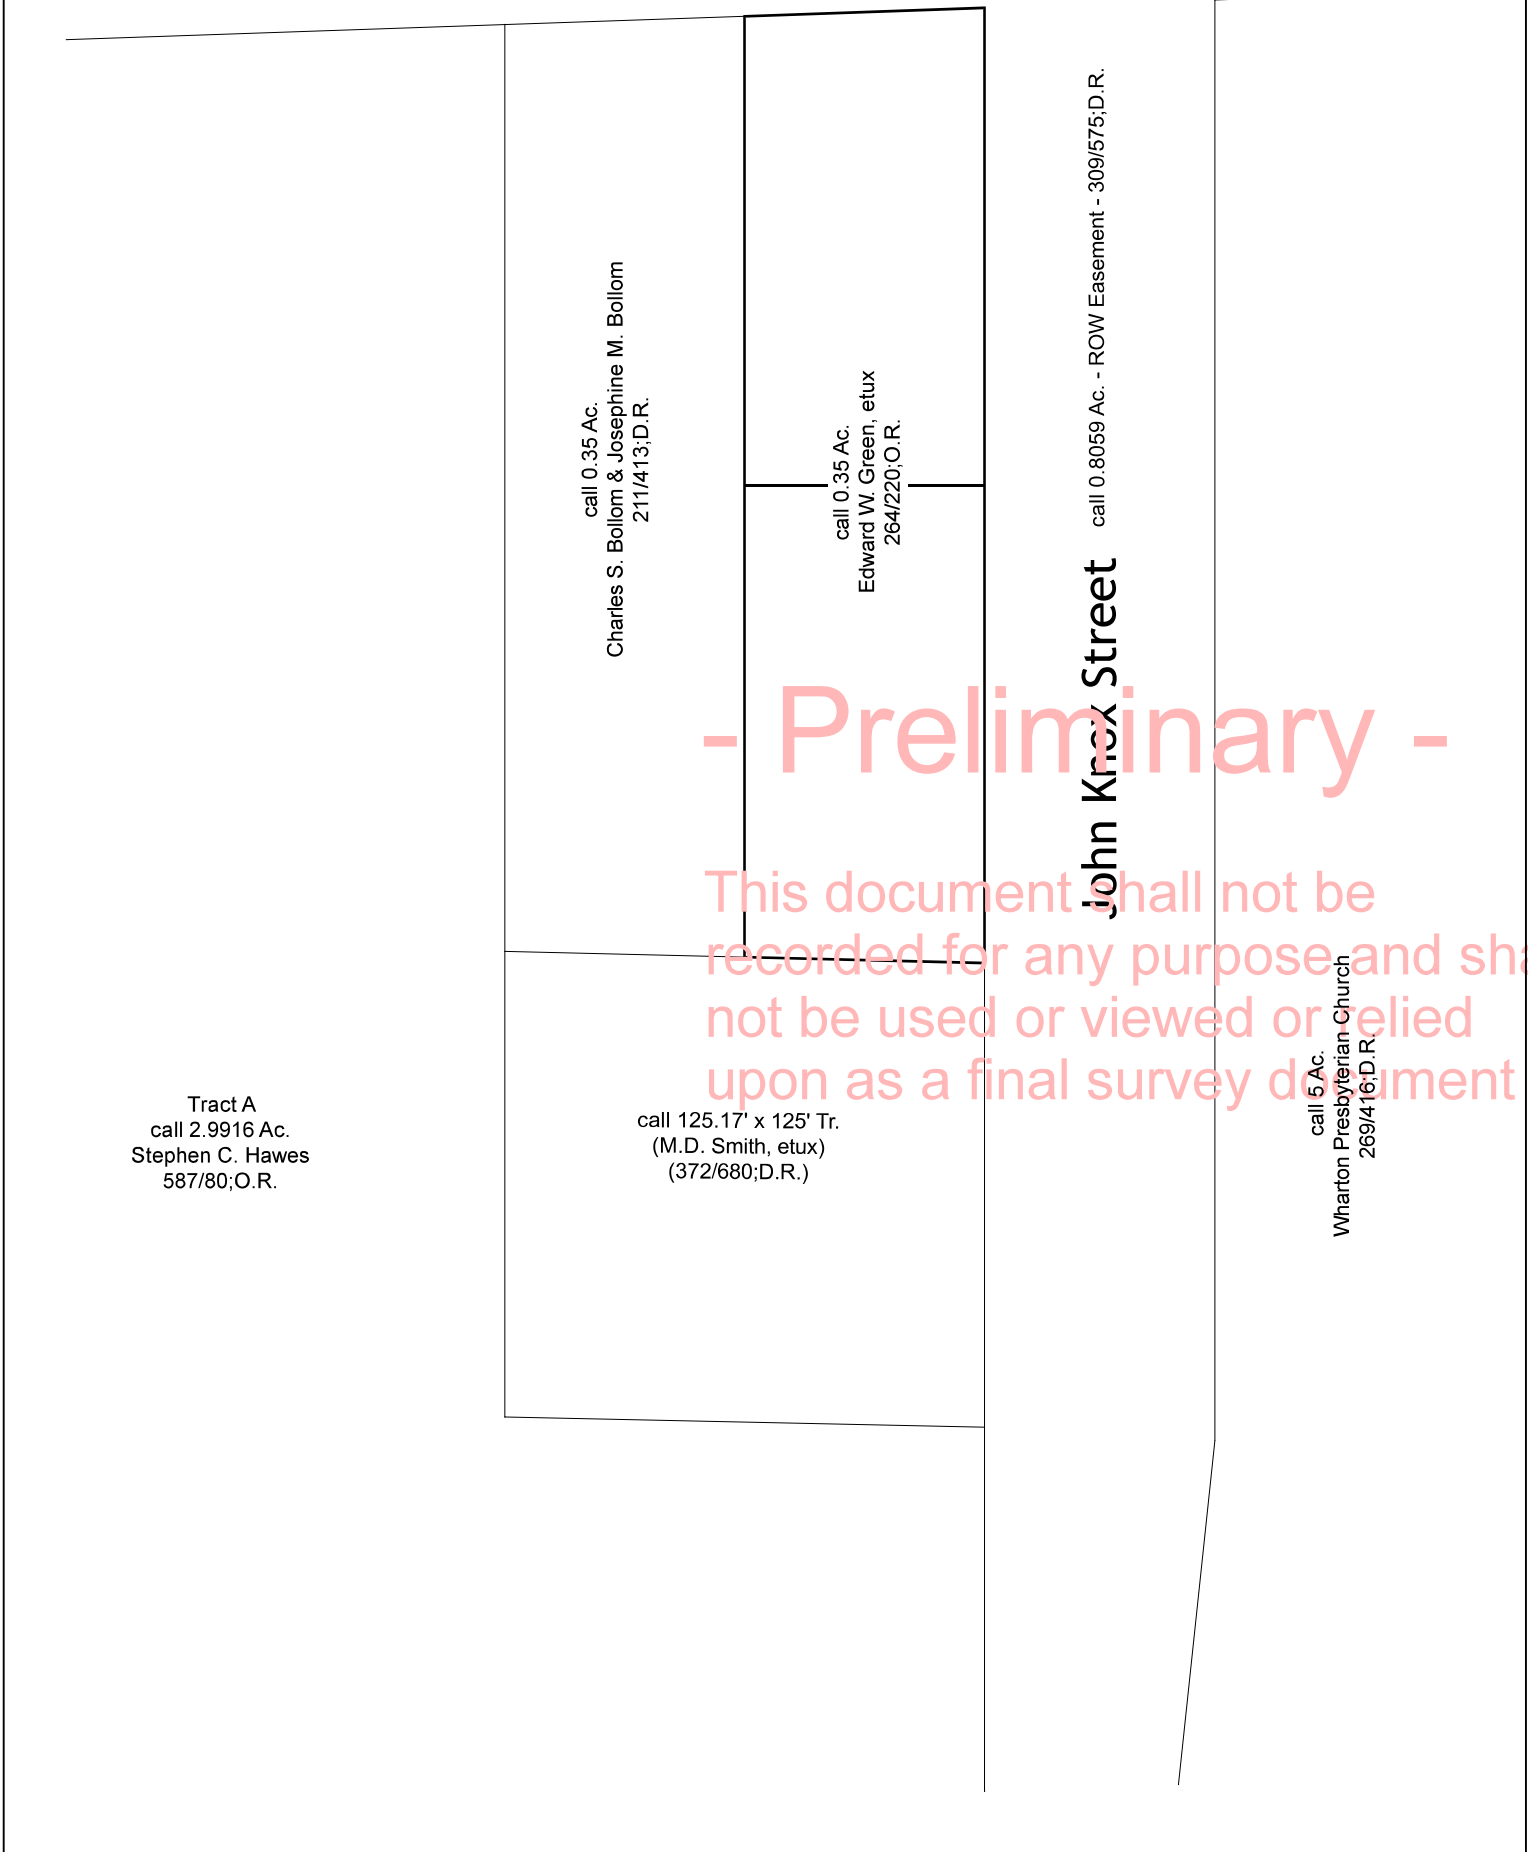 call 0.35 Ac.
Charles S. Bollom & Josephine M. Bollom
211/413;D.R.
call 0.35 Ac.
Edward W. Green, etux
264/220;O.R.
John Knox Street
call 0.8059 Ac. - ROW Easement - 309/575;D.R.
- Preliminary -
This document shall not be
recorded for any purpose and sha
not be used or viewed or relied
upon as a final survey document
call 5 Ac.
Wharton Presbyterian Church
269/416;D.R.
Tract A
call 2.9916 Ac.
Stephen C. Hawes
587/80;O.R.
call 125.17' x 125' Tr.
(M.D. Smith, etux)
(372/680;D.R.)